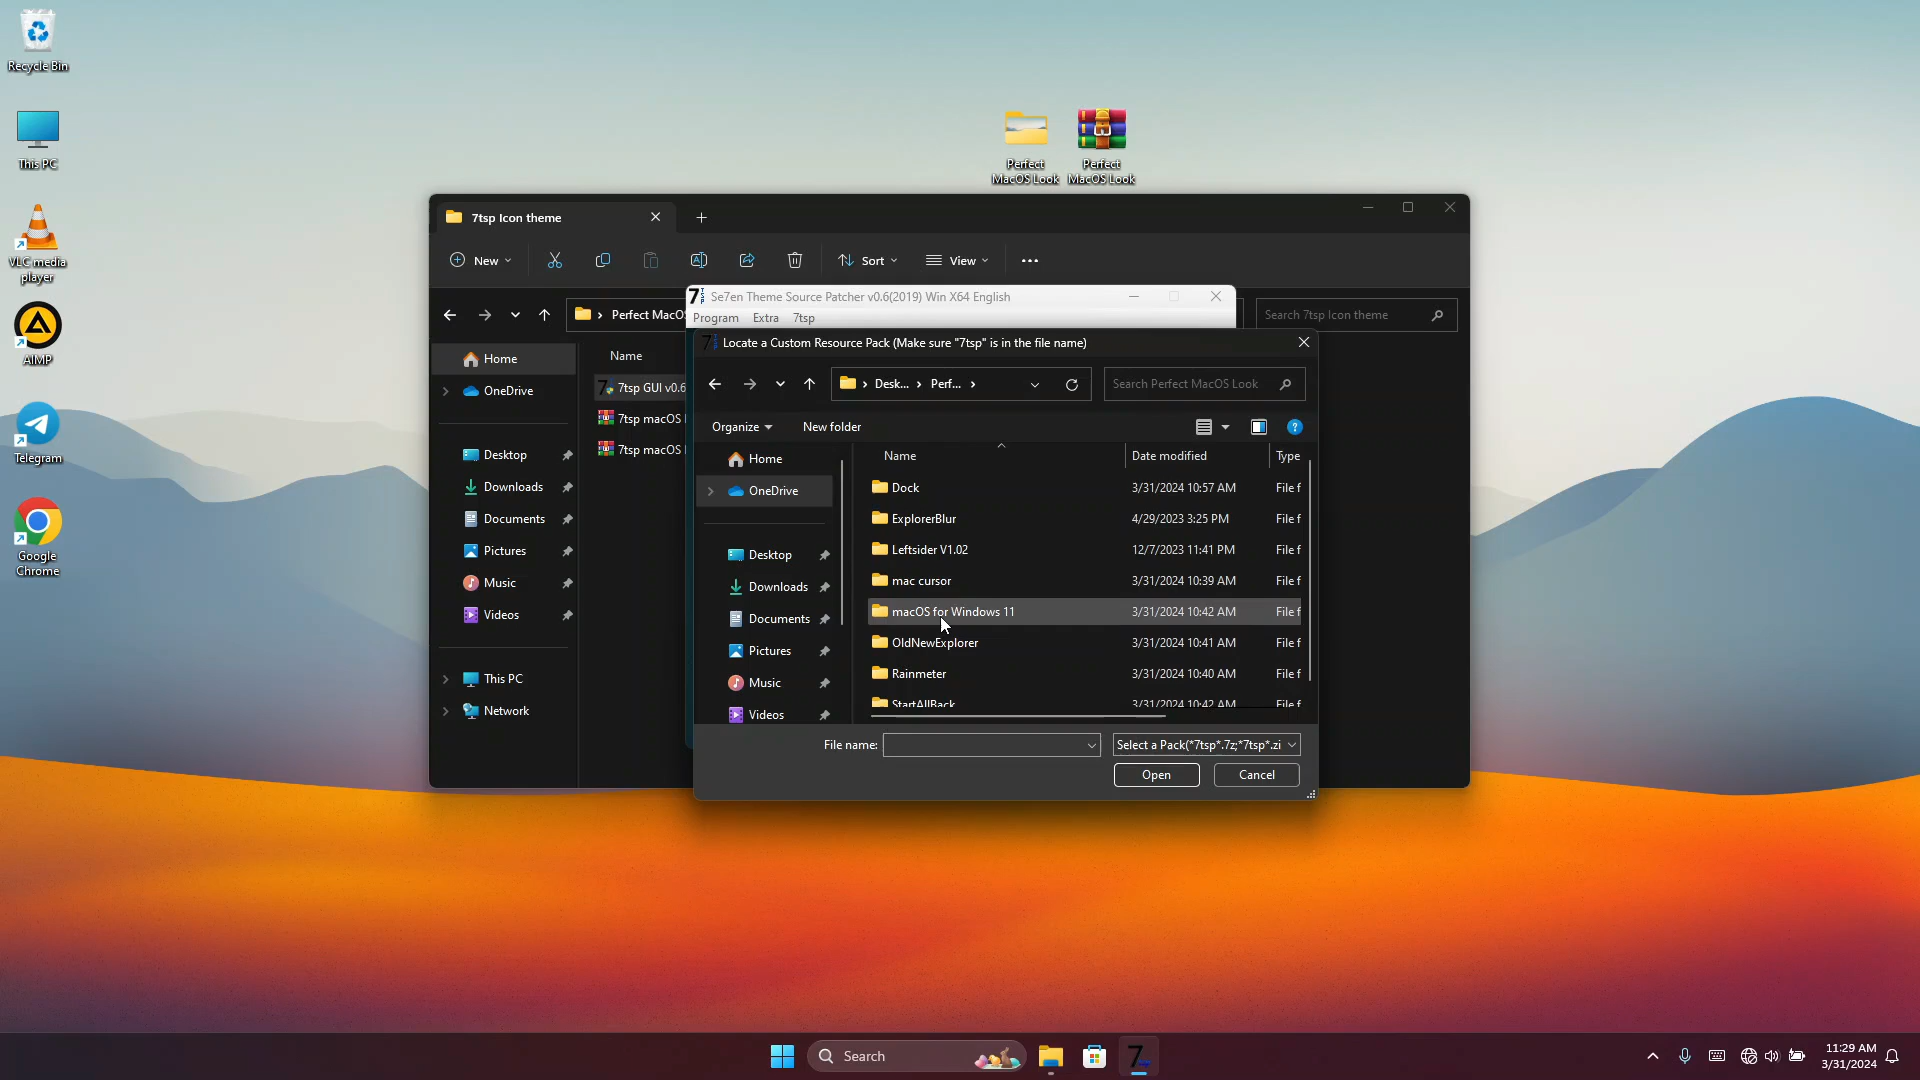 Recycle Bin
This PC
VLC media
player
AIMP
Telegram
Google
Chrome
Perfect
MacOS Look
Perfect
MacOS Look
7tsp Icon theme
New
Sort
View
Perfect MacOS
Search 7tsp Icon theme
Home
OneDrive
Desktop
Downloads
Documents
Pictures
Music
Videos
This PC
Network
Name
7tsp GUI v0.6
7tsp macOS
7tsp macOS
Se7en Theme Source Patcher v0.6(2019) Win X64 English
Program Extra 7tsp
Locate a Custom Resource Pack (Make sure "7tsp" is in the file name)
Desk... Perf...
Search Perfect MacOS Look
Organize New folder
Home
OneDrive
Desktop
Downloads
Documents
Pictures
Music
Videos
Name Date modified Type
Dock 3/31/2024 10:57 AM File f
ExplorerBlur 4/29/2023 3:25 PM File f
Leftsider V1.02 12/7/2023 11:41 PM File f
mac cursor 3/31/2024 10:39 AM File f
macOS for Windows 11 3/31/2024 10:42 AM File f
OldNewExplorer 3/31/2024 10:41 AM File f
Rainmeter 3/31/2024 10:40 AM File f
StartAllBack 3/31/2024 10:42 AM File f
File name:
Select a Pack(*7tsp*.7z;*7tsp*.zi
Open Cancel
Search
11:29 AM
3/31/2024